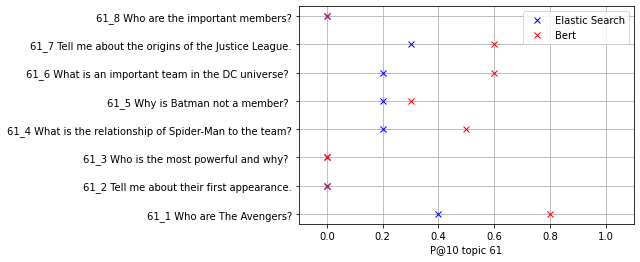 61_8 Who are the important members?
61_7 Tell me about the origins of the Justice League.
61_6 What is an important team in the DC universe?
61_5 Why is Batman not a member?
61_4 What is the relationship of Spider-Man to the team?
61_3 Who is the most powerful and why?
61_2 Tell me about their first appearance.
61_1 Who are The Avengers?
Elastic Search
Bert
0.0 0.2 0.4 0.6 0.8 1.0
P@10 topic 61